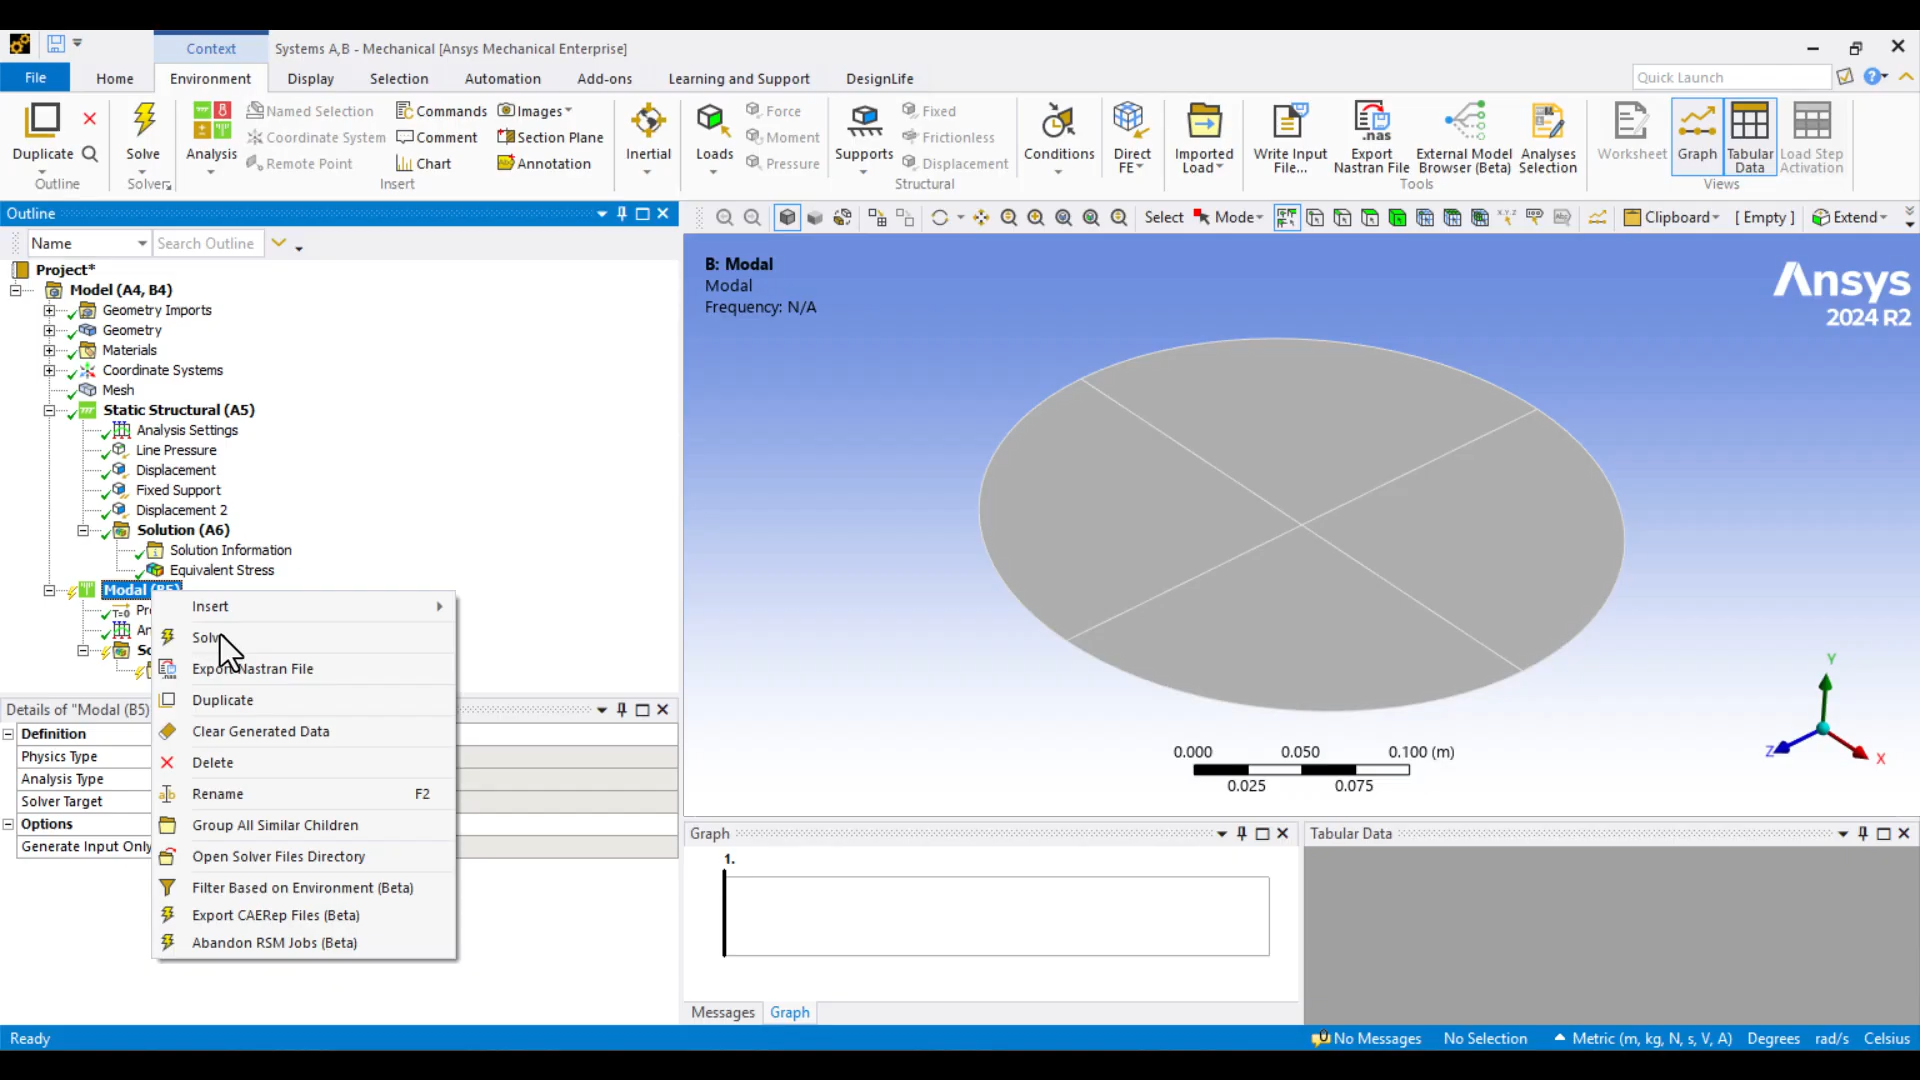 Context
Systems A,B - Mechanical [Ansys Mechanical Enterprise]
File
Home
Environment
Display
Selection
Automation
Add-ons
Learning and Support
DesignLife
Quick Launch
Duplicate
Outline
Solve
Solver
Analysis
Named Selection
Coordinate System
Remote Point
Commands
Comment
Chart
Images
Section Plane
Annotation
Insert
Inertial
Loads
Force
Moment
Pressure
Supports
Fixed
Frictionless
Displacement
Structural
Conditions
Direct
FE
Imported
Load
Write Input
File...
.nas
Export
Nastran File
External Model
Browser (Beta)
Analyses
Selection
Tools
Worksheet
Graph
Tabular
Data
Load Step
Activation
Views
Outline
Name
Search Outline
Select
Mode
Clipboard
[ Empty ]
Extend
Project*
Model (A4, B4)
Geometry Imports
Geometry
Materials
Coordinate Systems
Mesh
Static Structural (A5)
Analysis Settings
Line Pressure
Displacement
Fixed Support
Displacement 2
Solution (A6)
Solution Information
Equivalent Stress
Modal (B5)
T=0
Insert
Export Nastran File
Duplicate
Clear Generated Data
Delete
Rename F2
Group All Similar Children
Open Solver Files Directory
Filter Based on Environment (Beta)
Export CAERep Files (Beta)
Abandon RSM Jobs (Beta)
Details of "Modal (B5)
Definition
Physics Type
Analysis Type
Solver Target
Options
Generate Input Only
B: Modal
Modal
Frequency: N/A
Ansys
2024 R2
0.000 0.050 0.100 (m)
0.025 0.075
Y
Z
X
Graph
1.
Messages
Graph
Tabular Data
Ready
No Messages
No Selection
Metric (m, kg, N, s, V, A)
Degrees
rad/s
Celsius